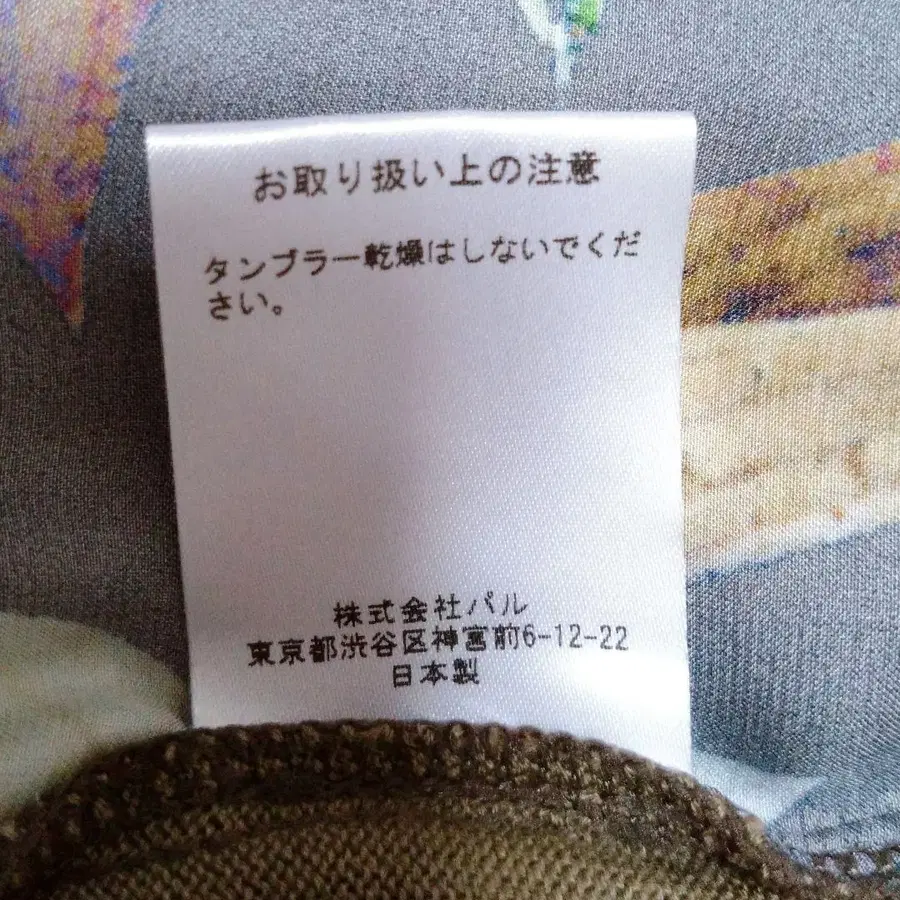 お取り扱い上の注意
タンブラー乾燥はしないでくだ
さい。
株式会社パル
東京都渋谷区神宮前6-12-22
日本製